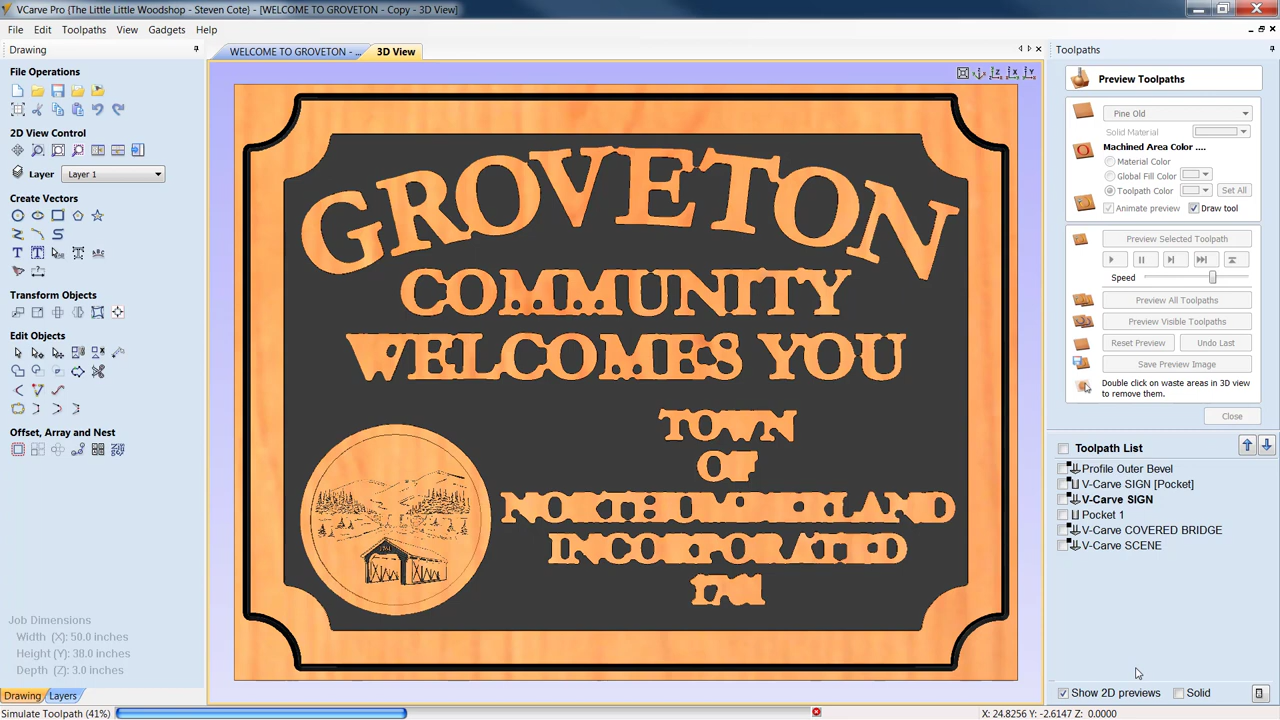 VCarve Pro (The Little Little Woodshop - Steven Cote) - [WELCOME TO GROVETON - Copy - 3D View]
File Edit Toolpaths View Gadgets Help
Drawing
File Operations
2D View Control
Layer Layer 1
Create Vectors
Transform Objects
Edit Objects
Offset, Array and Nest
Job Dimensions
Width (X): 50.0 inches
Height (Y): 38.0 inches
Depth (Z): 3.0 inches
Drawing Layers
Simulate Toolpath (41%)
WELCOME TO GROVETON - ... 3D View
GROVETON
COMMUNITY
WELCOMES YOU
TOWN
OF
NORTHUMBERLAND
INCORPORATED
1761
Toolpaths
Preview Toolpaths
Pine Old
Solid Material
Machined Area Color ....
Material Color
Global Fill Color
Toolpath Color Set All
Animate preview Draw tool
Preview Selected Toolpath
Speed
Preview All Toolpaths
Preview Visible Toolpaths
Reset Preview Undo Last
Save Preview Image
Double click on waste areas in 3D view
to remove them.
Close
Toolpath List
Profile Outer Bevel
V-Carve SIGN [Pocket]
V-Carve SIGN
Pocket 1
V-Carve COVERED BRIDGE
V-Carve SCENE
Show 2D previews Solid
X: 24.8256 Y: -2.6147 Z: 0.0000